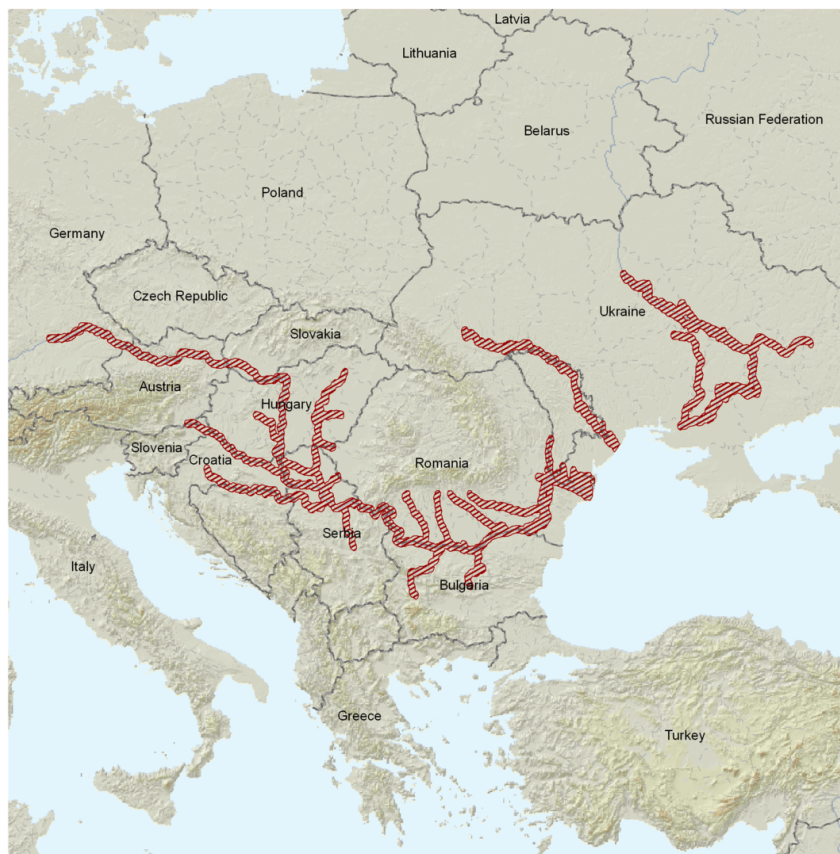 Latvia
Lithuania
Russian Federation
Belarus
Poland
Germany
Czech Republic
Ukraine
Slovakia
Austria
Hungary
Slovenia
Croatia
Romania
Serbia
Italy
Bulgaria
Greece
Turkey